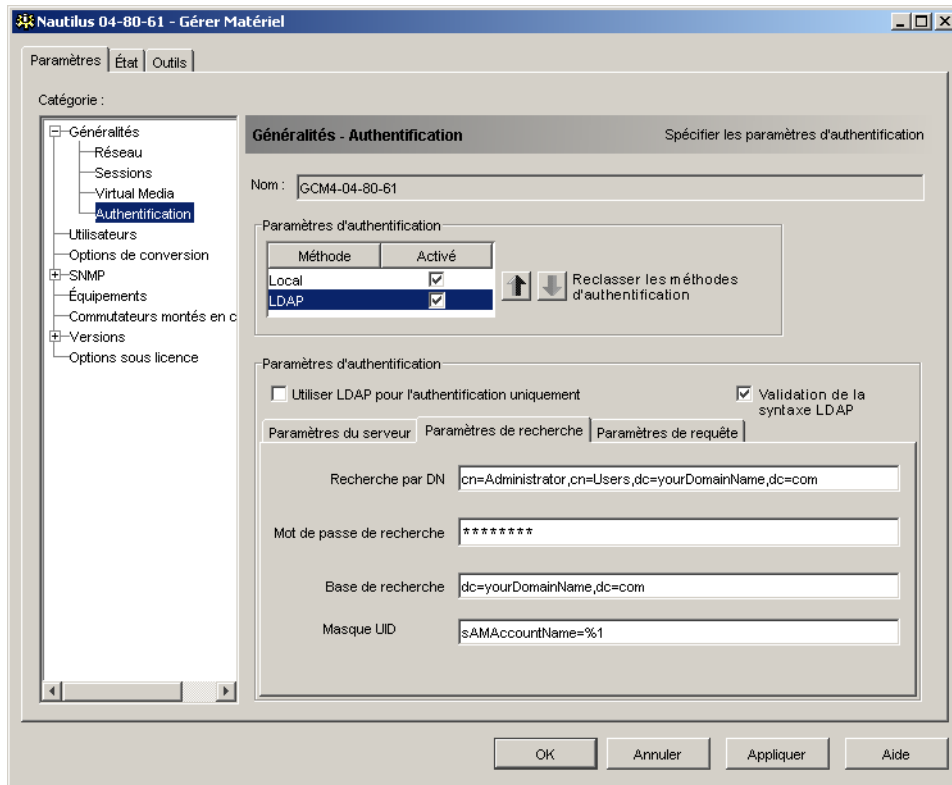 Nautilus 04-80-61 - Gérer Matériel
Paramètres État Outils
Catégorie :
Généralités
Réseau
Sessions
Virtual Media
Authentification
Utilisateurs
Options de conversion
SNMP
Équipements
Commutateurs montés en c
Versions
Options sous licence
Généralités - Authentification Spécifier les paramètres d'authentification
Nom : GCM4-04-80-61
Paramètres d'authentification
Méthode Activé
Local
LDAP
Reclasser les méthodes
d'authentification
Paramètres d'authentification
Utiliser LDAP pour l'authentification uniquement
Validation de la
syntaxe LDAP
Paramètres du serveur Paramètres de recherche Paramètres de requête
Recherche par DN cn=Administrator,cn=Users,dc=yourDomainName,dc=com
Mot de passe de recherche ********
Base de recherche dc=yourDomainName,dc=com
Masque UID sAMAccountName=%1
OK Annuler Appliquer Aide